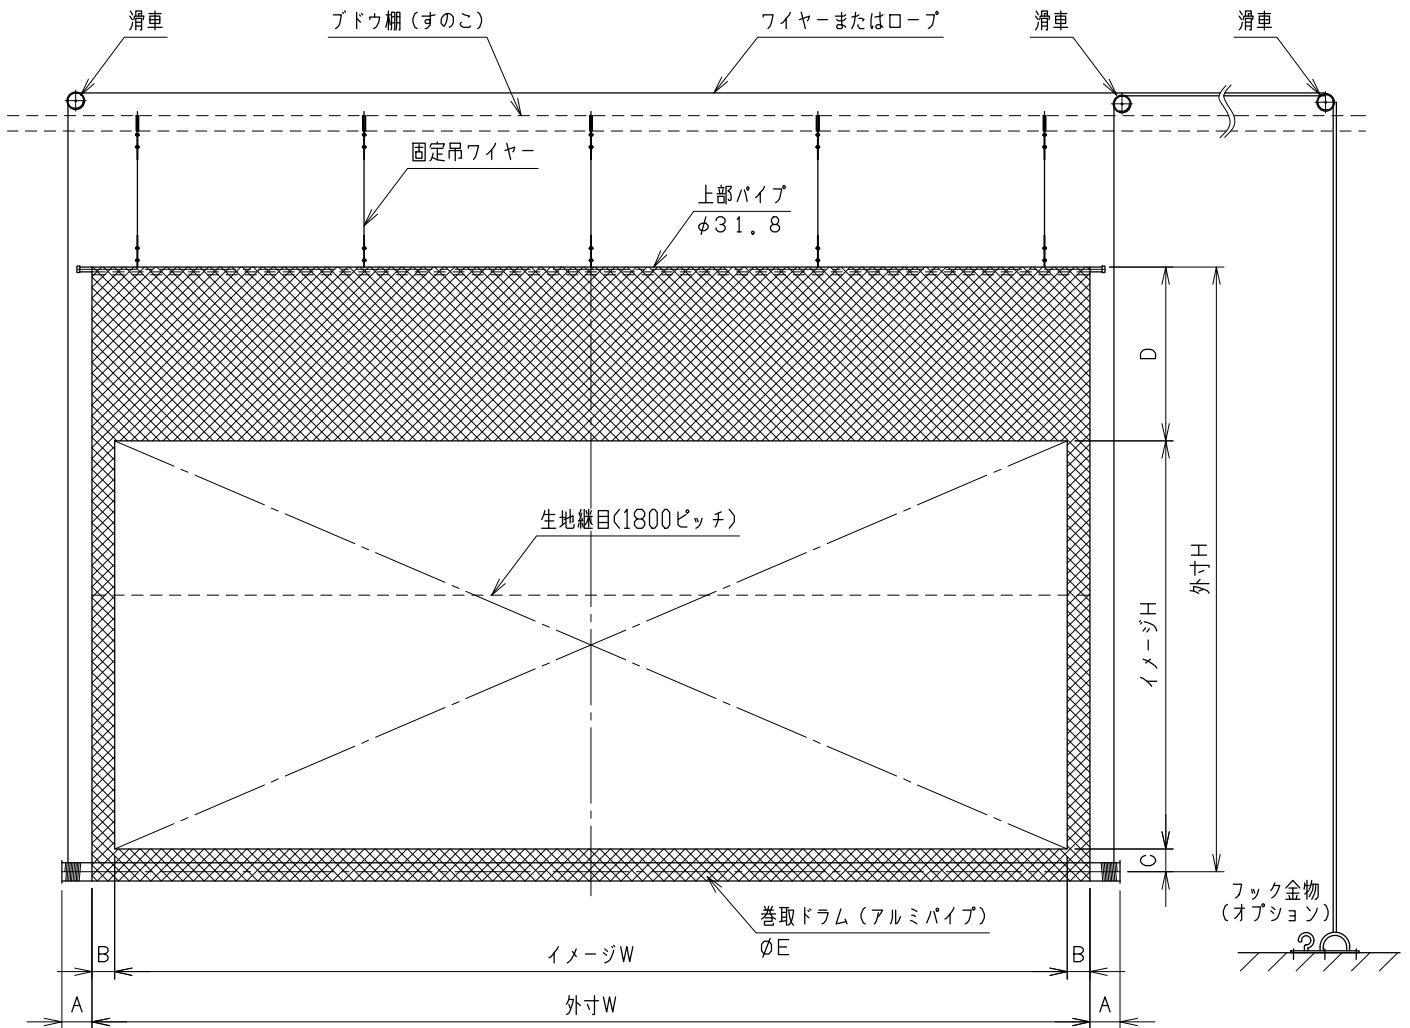 滑車
ブドウ棚(すのこ)
ワイヤーまたはロープ
滑車
滑車
固定吊ワイヤー
上部パイプ
φ31.8
D
生地継目(1800ピッチ)
外寸H
イメージH
C
フック金物
(オプション)
巻取ドラム(アルミパイプ)
ØE
B
イメージW
B
A
外寸W
A